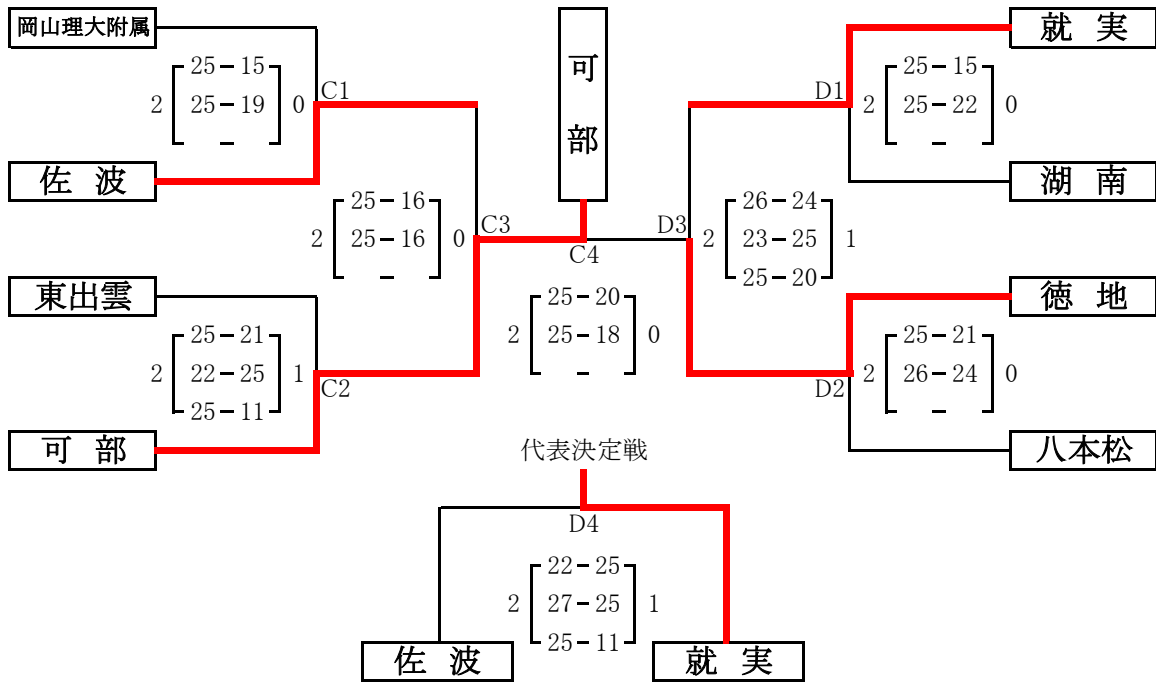 岡山理大附属
2 25-15 0
25-19
-
C1
佐波
東出雲
2 25-21 1
22-25
25-11
C2
可部
2 25-16 0
25-16
-
C3
可部
C4
2 25-20 0
25-18
-
就実
2 25-15 0
25-22
-
D1
湖南
D3
2 26-24 1
23-25
25-20
徳地
2 25-21 0
26-24
-
D2
八本松
代表決定戦
D4
2 22-25 1
27-25
25-11
佐波
就実